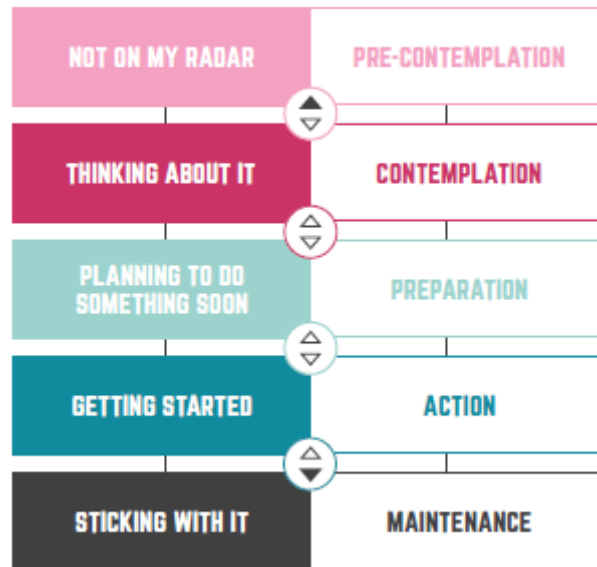 NOT ON MY RADAR
PRE-CONTEMPLATION
THINKING ABOUT IT
CONTEMPLATION
PLANNING TO DO
SOMETHING SOON
PREPARATION
GETTING STARTED
ACTION
STICKING WITH IT
MAINTENANCE